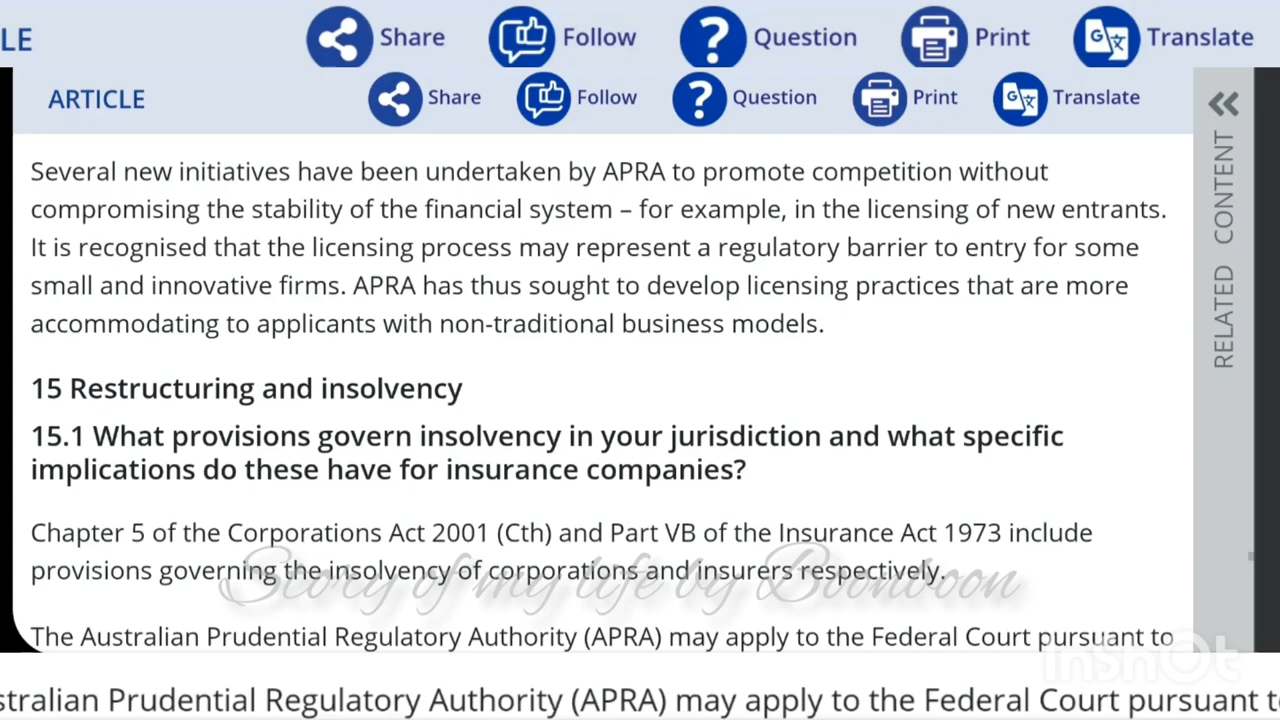 LE Share Follow Question Print Translate
ARTICLE Share Follow Question Print Translate
RELATED CONTENT
Several new initiatives have been undertaken by APRA to promote competition without
compromising the stability of the financial system – for example, in the licensing of new entrants.
It is recognised that the licensing process may represent a regulatory barrier to entry for some
small and innovative firms. APRA has thus sought to develop licensing practices that are more
accommodating to applicants with non-traditional business models.
15 Restructuring and insolvency
15.1 What provisions govern insolvency in your jurisdiction and what specific
implications do these have for insurance companies?
Chapter 5 of the Corporations Act 2001 (Cth) and Part VB of the Insurance Act 1973 include
provisions governing the insolvency of corporations and insurers respectively.
Story of my life by Boonboon
The Australian Prudential Regulatory Authority (APRA) may apply to the Federal Court pursuant to
InShOt
stralian Prudential Regulatory Authority (APRA) may apply to the Federal Court pursuant t